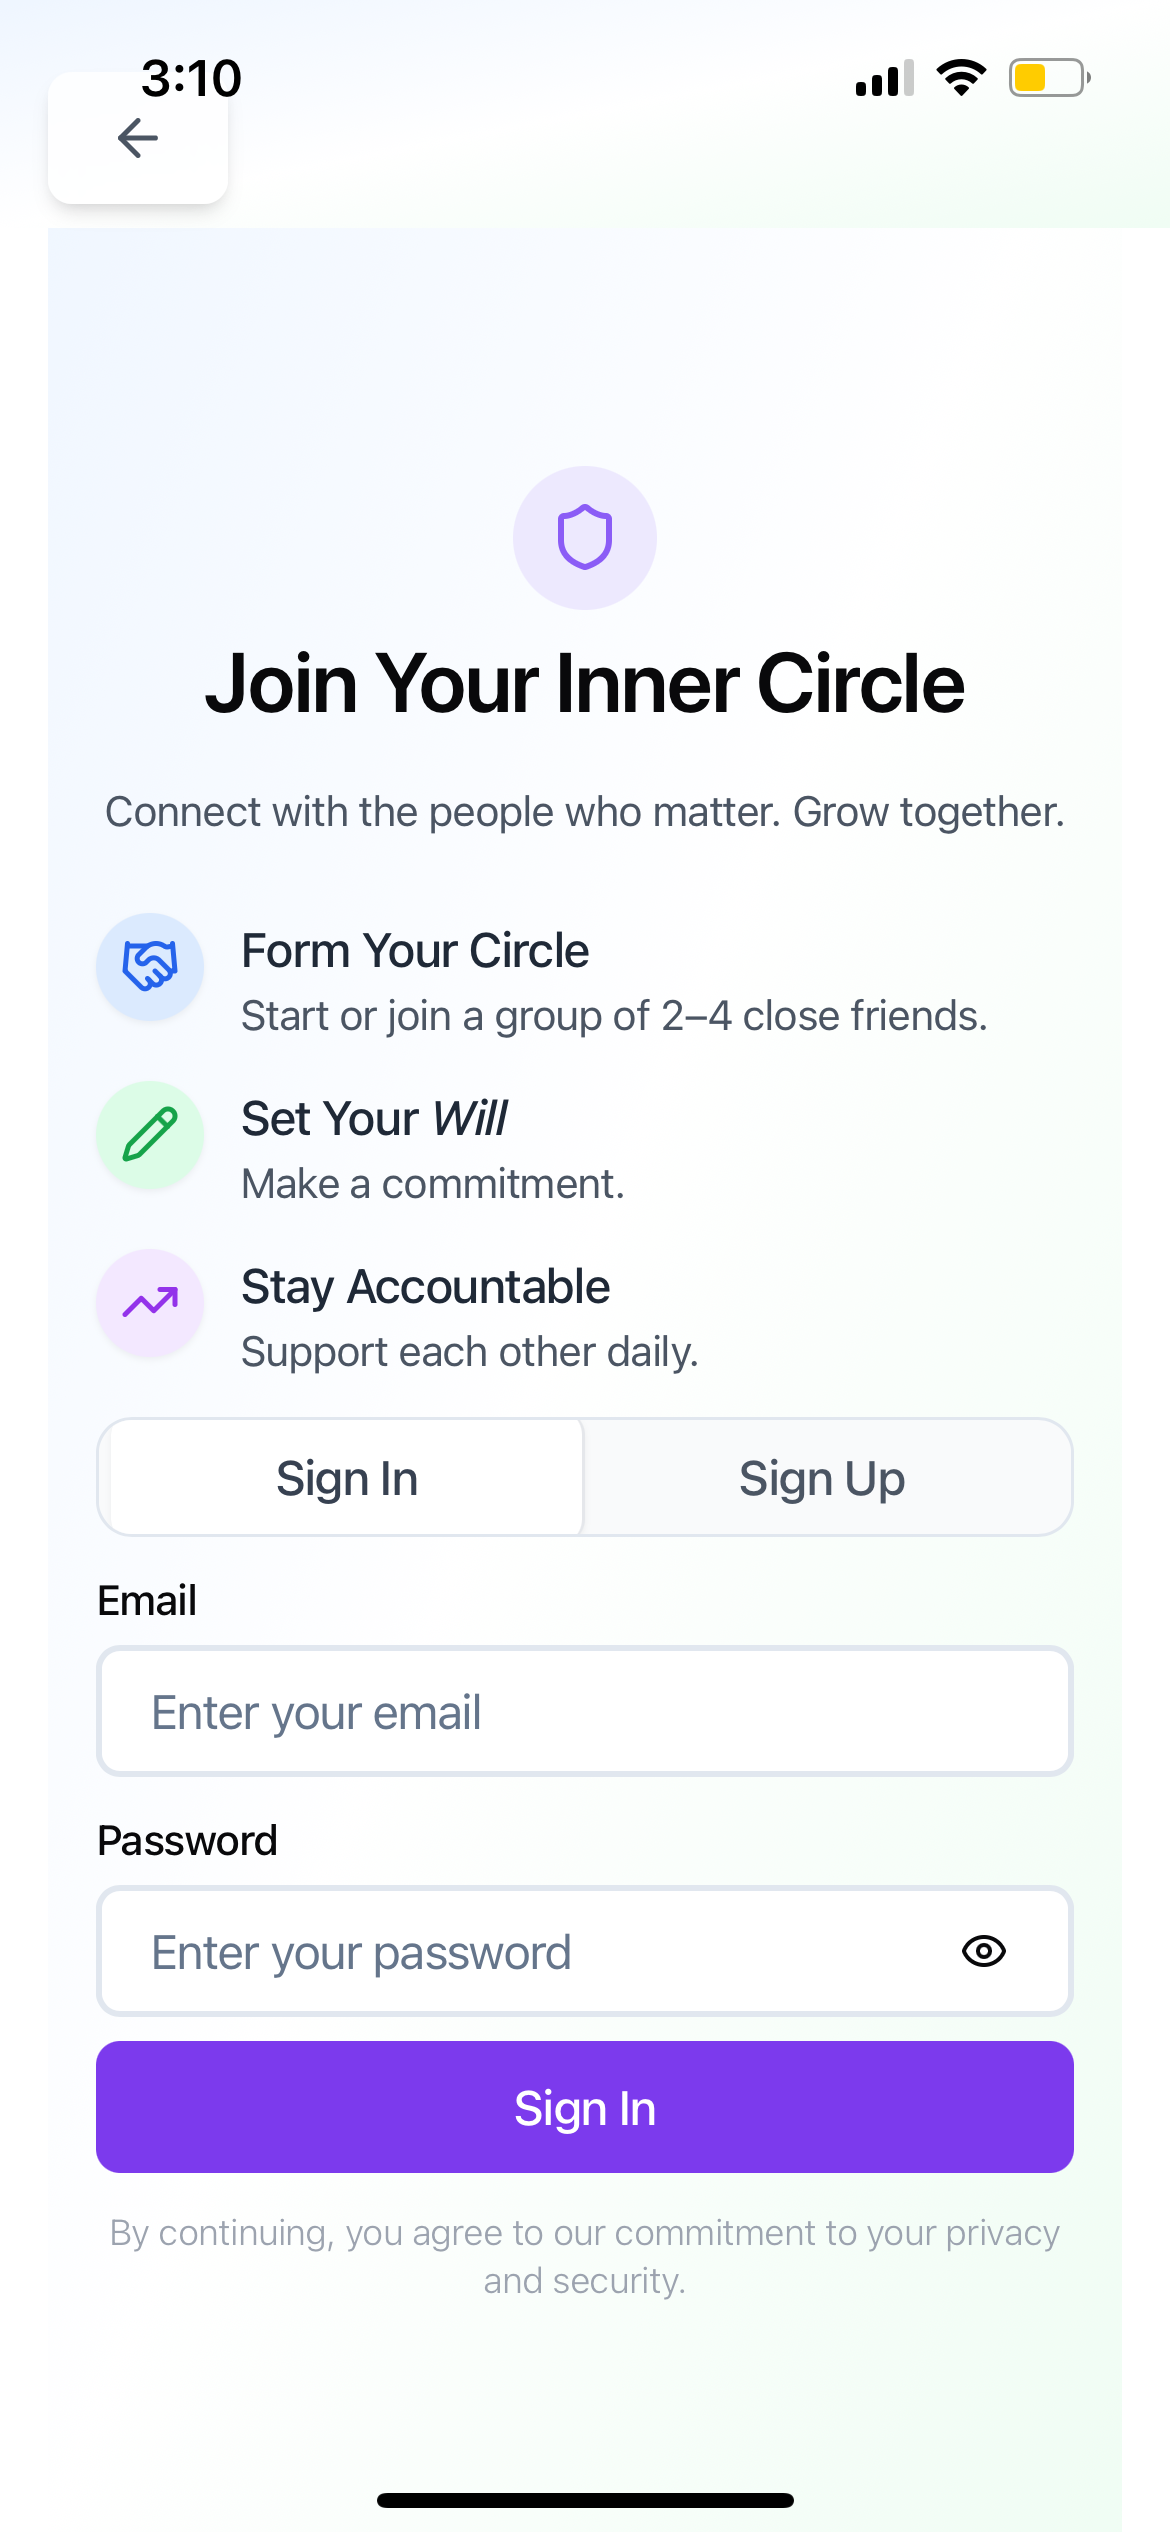 3:10
Join Your Inner Circle
Connect with the people who matter. Grow together.
Form Your Circle
Start or join a group of 2–4 close friends.
Set Your Will
Make a commitment.
Stay Accountable
Support each other daily.
Sign In
Sign Up
Email
Enter your email
Password
Enter your password
Sign In
By continuing, you agree to our commitment to your privacy
and security.